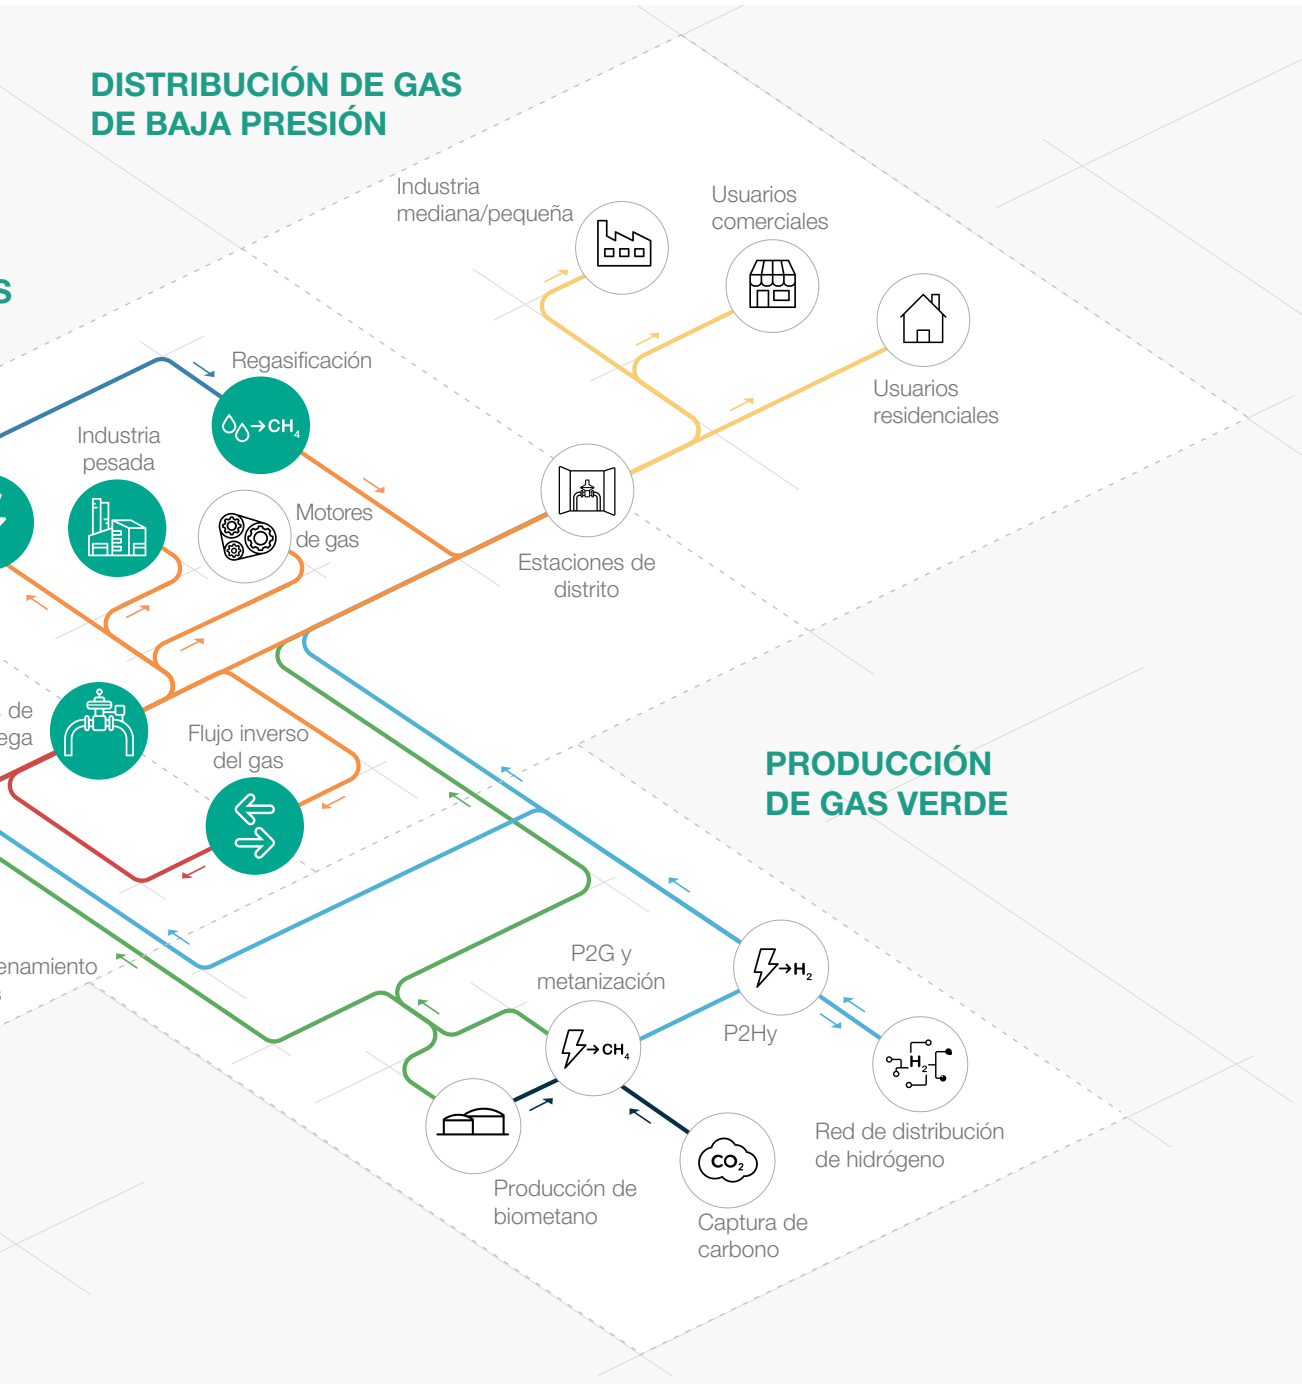 DISTRIBUCIÓN DE GAS
DE BAJA PRESIÓN
Industria
mediana/pequeña
Usuarios
comerciales
S
Regasificación
Usuarios
residenciales
CH4
Industria
pesada
Motores
de gas
Estaciones de
distrito
de
Flujo inverso
del gas
PRODUCCIÓN
DE GAS VERDE
P2G y
metanización
H2
P2Hy
CH4
H2
Red de distribución
de hidrógeno
CO2
Producción de
biometano
Captura de
carbono